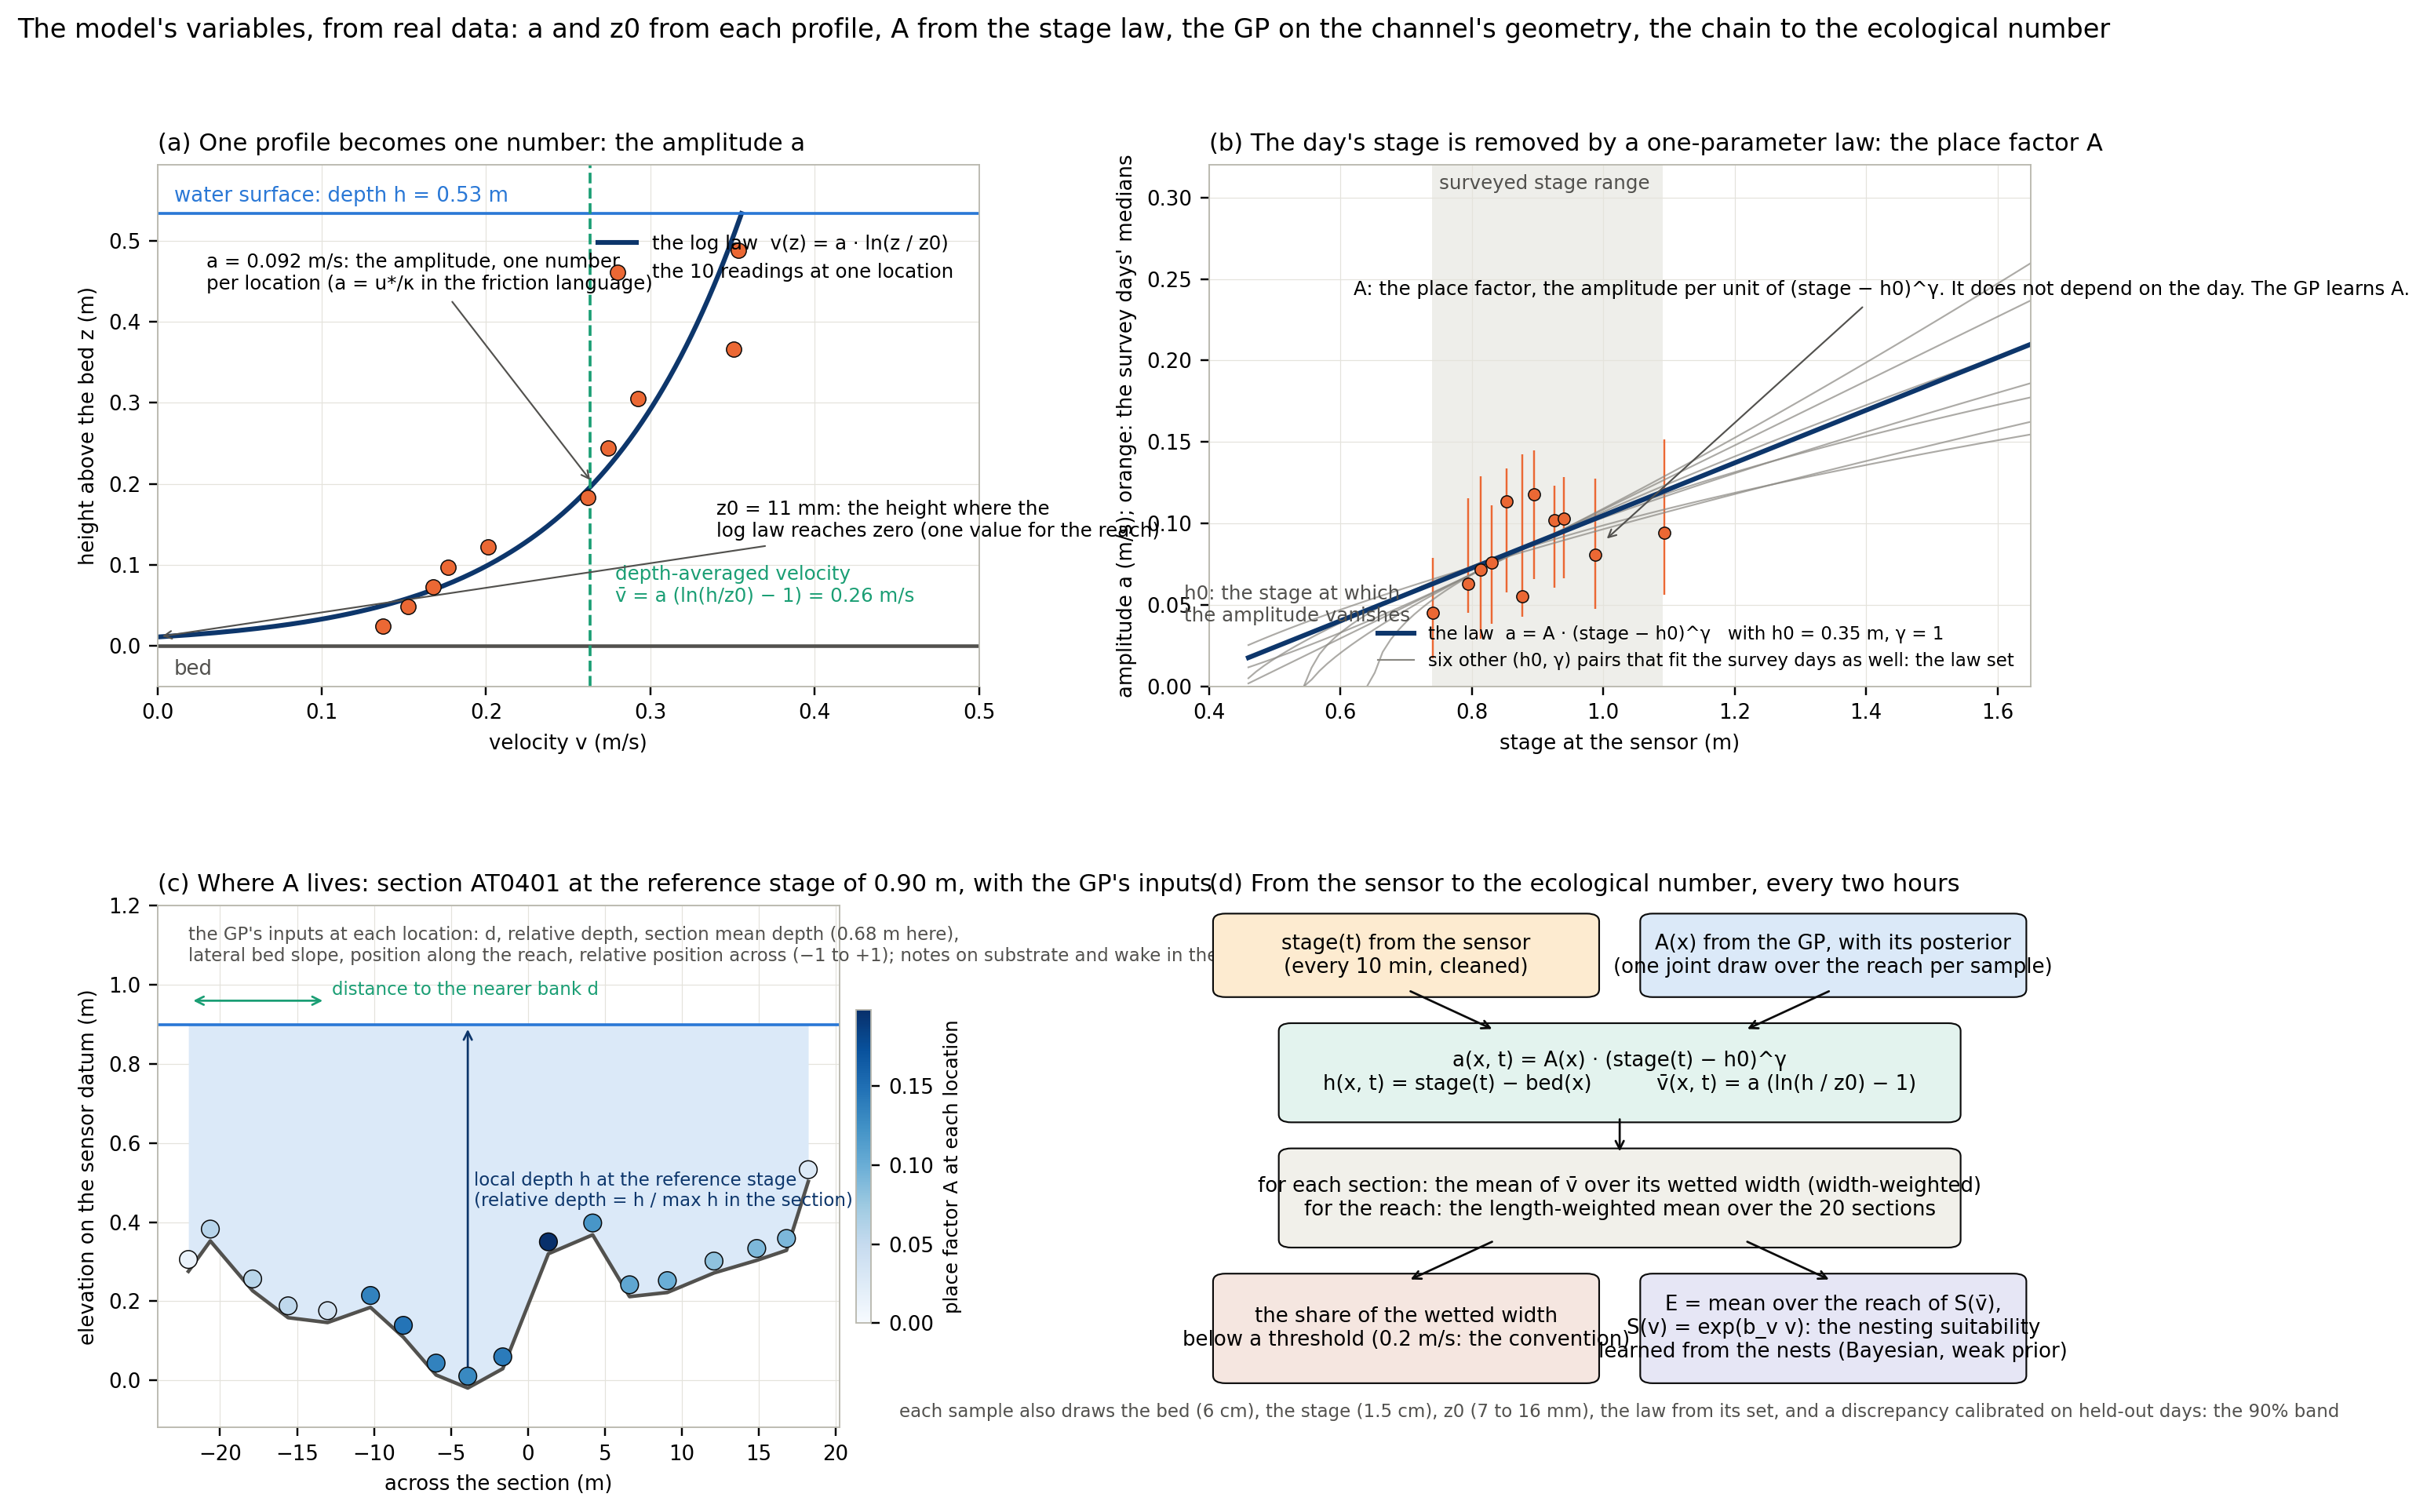 The model's variables, from real data: a and z0 from each profile, A from the stage law, the GP on the channel's geometry, the chain to the ecological number
(a) One profile becomes one number: the amplitude a
water surface: depth h = 0.53 m
the log law  v(z) = a · ln(z / z0)
the 10 readings at one location
a = 0.092 m/s: the amplitude, one number
per location (a = u*/κ in the friction language)
z0 = 11 mm: the height where the
log law reaches zero (one value for the reach)
depth-averaged velocity
v̄ = a (ln(h/z0) − 1) = 0.26 m/s
bed
height above the bed z (m)
0.5
0.4
0.3
0.2
0.1
0.0
0.0 0.1 0.2 0.3 0.4 0.5
velocity v (m/s)
(b) The day's stage is removed by a one-parameter law: the place factor A
surveyed stage range
A: the place factor, the amplitude per unit of (stage − h0)^γ. It does not depend on the day. The GP learns A.
h0: the stage at which
the amplitude vanishes
the law  a = A · (stage − h0)^γ   with h0 = 0.35 m, γ = 1
six other (h0, γ) pairs that fit the survey days as well: the law set
amplitude a (m/s); orange: the survey days' medians
0.30
0.25
0.20
0.15
0.10
0.05
0.00
0.4 0.6 0.8 1.0 1.2 1.4 1.6
stage at the sensor (m)
(c) Where A lives: section AT0401 at the reference stage of 0.90 m, with the GP's inputs
the GP's inputs at each location: d, relative depth, section mean depth (0.68 m here),
lateral bed slope, position along the reach, relative position across (−1 to +1); notes on substrate and wake in the
distance to the nearer bank d
local depth h at the reference stage
(relative depth = h / max h in the section)
elevation on the sensor datum (m)
1.2
1.0
0.8
0.6
0.4
0.2
0.0
−20 −15 −10 −5 0 5 10 15 20
across the section (m)
0.15
0.10
0.05
0.00
place factor A at each location
(d) From the sensor to the ecological number, every two hours
stage(t) from the sensor
(every 10 min, cleaned)
A(x) from the GP, with its posterior
(one joint draw over the reach per sample)
a(x, t) = A(x) · (stage(t) − h0)^γ
h(x, t) = stage(t) − bed(x)          v̄(x, t) = a (ln(h / z0) − 1)
for each section: the mean of v̄ over its wetted width (width-weighted)
for the reach: the length-weighted mean over the 20 sections
the share of the wetted width
below a threshold (0.2 m/s: the convention)
E = mean over the reach of S(v̄),
S(v) = exp(b_v v): the nesting suitability
learned from the nests (Bayesian, weak prior)
each sample also draws the bed (6 cm), the stage (1.5 cm), z0 (7 to 16 mm), the law from its set, and a discrepancy calibrated on held-out days: the 90% band